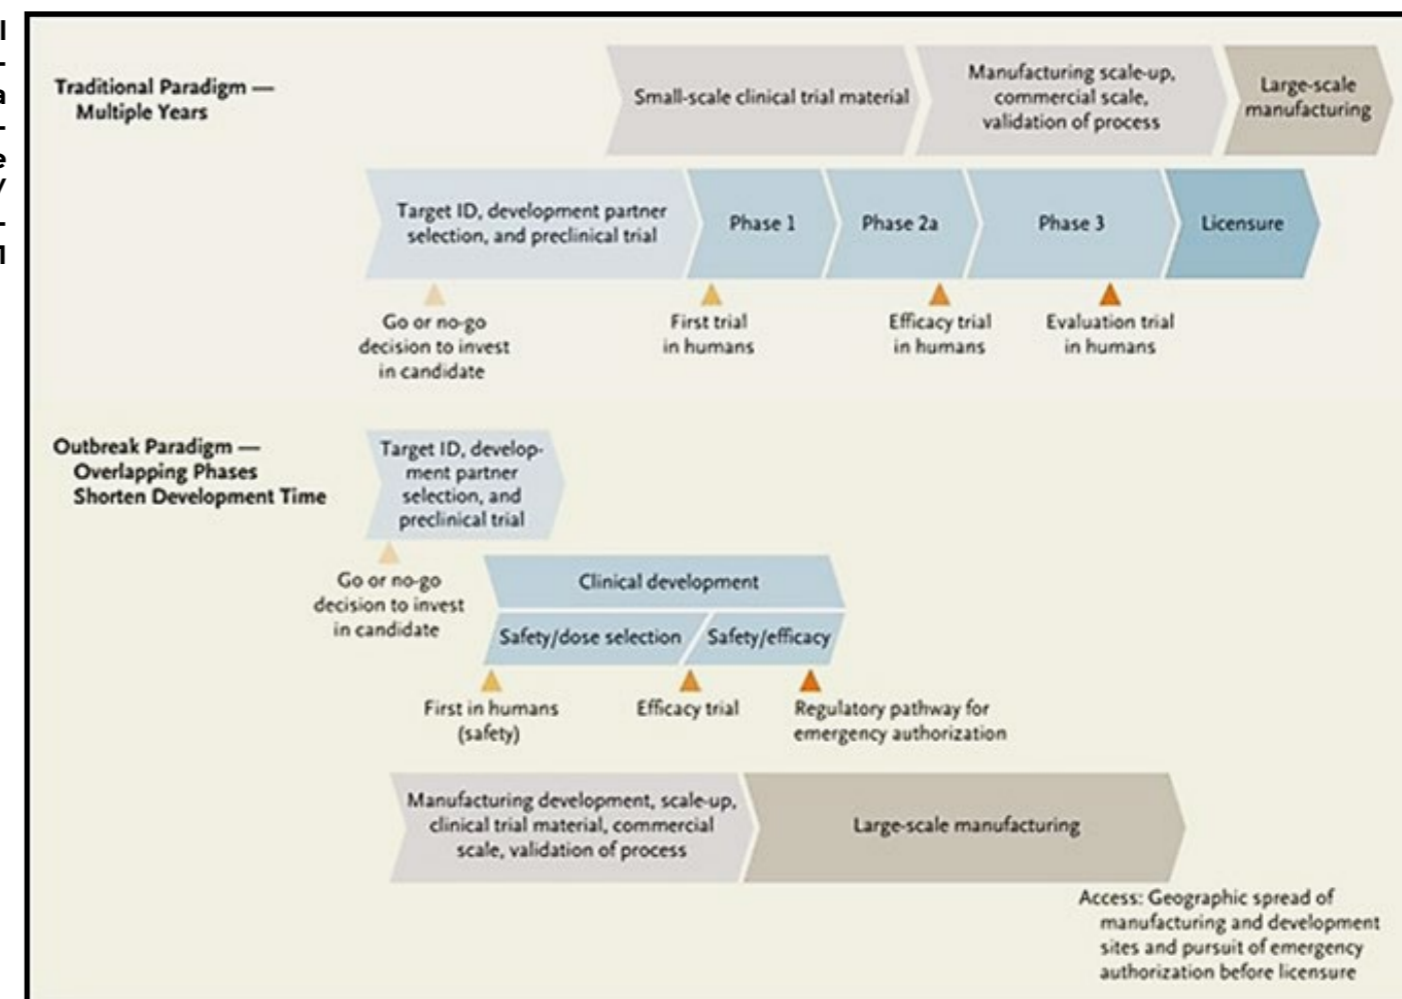 Traditional Paradigm —
Multiple Years
Small-scale clinical trial material
Manufacturing scale-up,
commercial scale,
validation of process
Large-scale
manufacturing
Target ID, development partner
selection, and preclinical trial
Phase 1
Phase 2a
Phase 3
Licensure
Go or no-go
decision to invest
in candidate
First trial
in humans
Efficacy trial
in humans
Evaluation trial
in humans
Outbreak Paradigm —
Overlapping Phases
Shorten Development Time
Target ID, develop-
ment partner
selection, and
preclinical trial
Go or no-go
decision to invest
in candidate
Clinical development
Safety/dose selection
Safety/efficacy
First in humans
(safety)
Efficacy trial
Regulatory pathway for
emergency authorization
Manufacturing development, scale-up,
clinical trial material, commercial
scale, validation of process
Large-scale manufacturing
Access: Geographic spread of
manufacturing and development
sites and pursuit of emergency
authorization before licensure